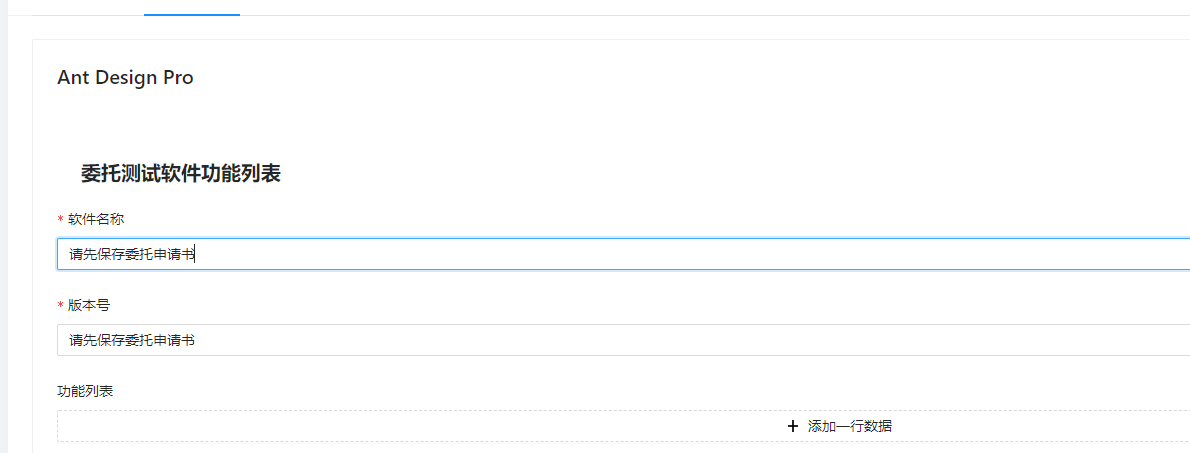 Ant Design Pro
委托测试软件功能列表
* 软件名称
请先保存委托申请书
* 版本号
请先保存委托申请书
功能列表
+ 添加一行数据